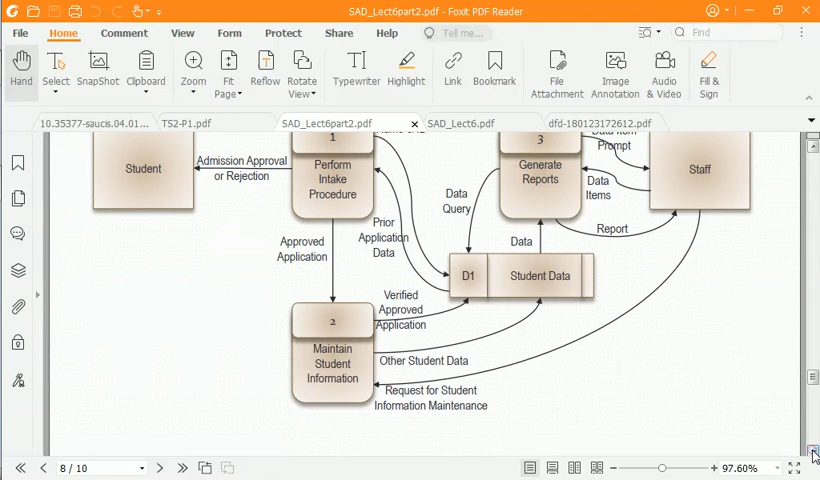 SAD_Lect6part2.pdf - Foxit PDF Reader
File Home Comment View Form Protect Share Help Tell me... Find
Hand Select SnapShot Clipboard Zoom Fit Page Reflow Rotate View Typewriter Highlight Link Bookmark File Attachment Image Annotation Audio & Video Fill & Sign
10.35377-saucis.04.01... TS2-P1.pdf SAD_Lect6part2.pdf SAD_Lect6.pdf dfd-180123172612.pdf
Student
Admission Approval
or Rejection
1
Perform
Intake
Procedure
3
Generate
Reports
Data Item
Prompt
Staff
Data
Items
Data
Query
Report
Prior
Application
Data
Approved
Application
Data
D1 Student Data
Verified
Approved
Application
2
Maintain
Student
Information
Other Student Data
Request for Student
Information Maintenance
8 / 10
97.60%